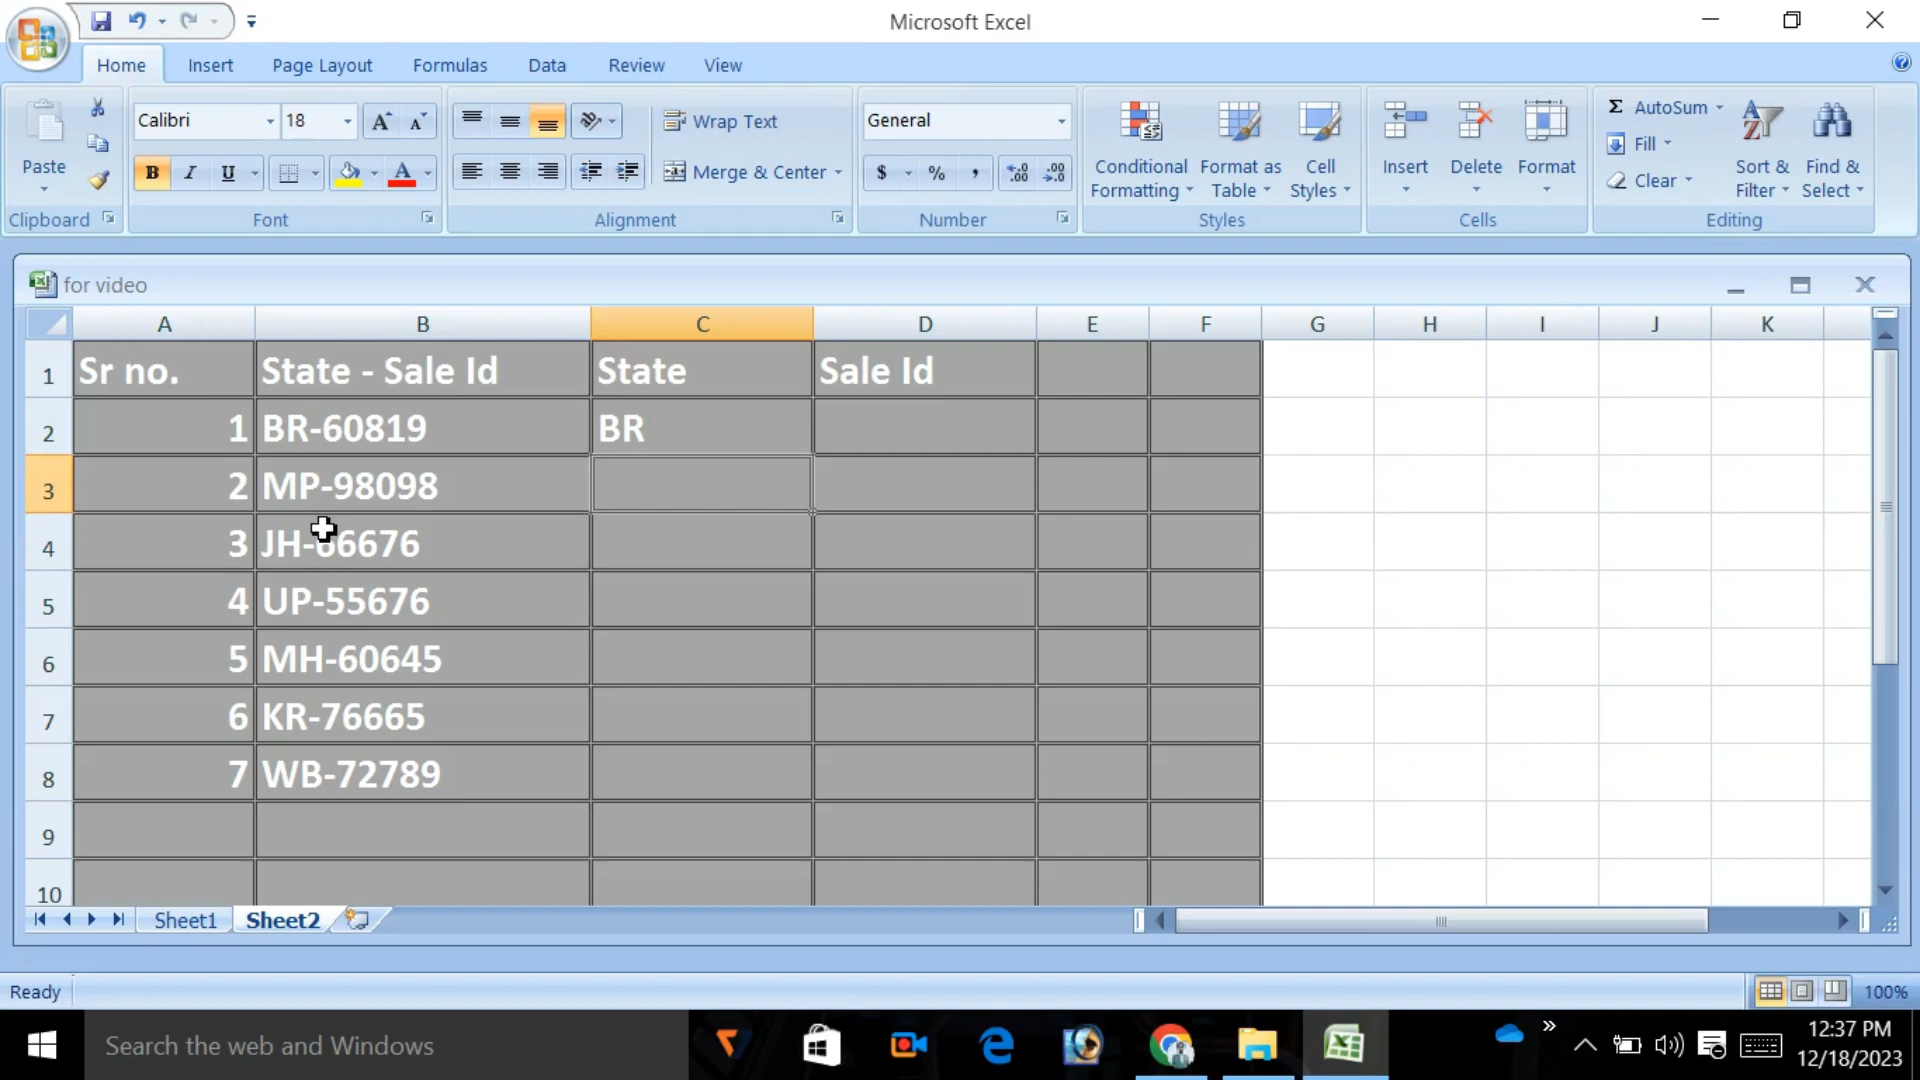 Microsoft Excel
Home Insert Page Layout Formulas Data Review View
Paste
Clipboard
Calibri 18
B I U A
Font
Wrap Text
Merge & Center
Alignment
General
$ % ,
Number
Conditional Formatting
Format as Table
Cell Styles
Styles
Insert
Delete
Format
Cells
Σ AutoSum
Fill
Clear
Sort & Filter
Find & Select
Editing
for video
A B C D E F G H I J K
1 Sr no. State - Sale Id State Sale Id
2 1 BR-60819 BR
3 2 MP-98098
4 3 JH-66676
5 4 UP-55676
6 5 MH-60645
7 6 KR-76665
8 7 WB-72789
9
10
Sheet1 Sheet2
Ready 100%
Search the web and Windows
12:37 PM
12/18/2023